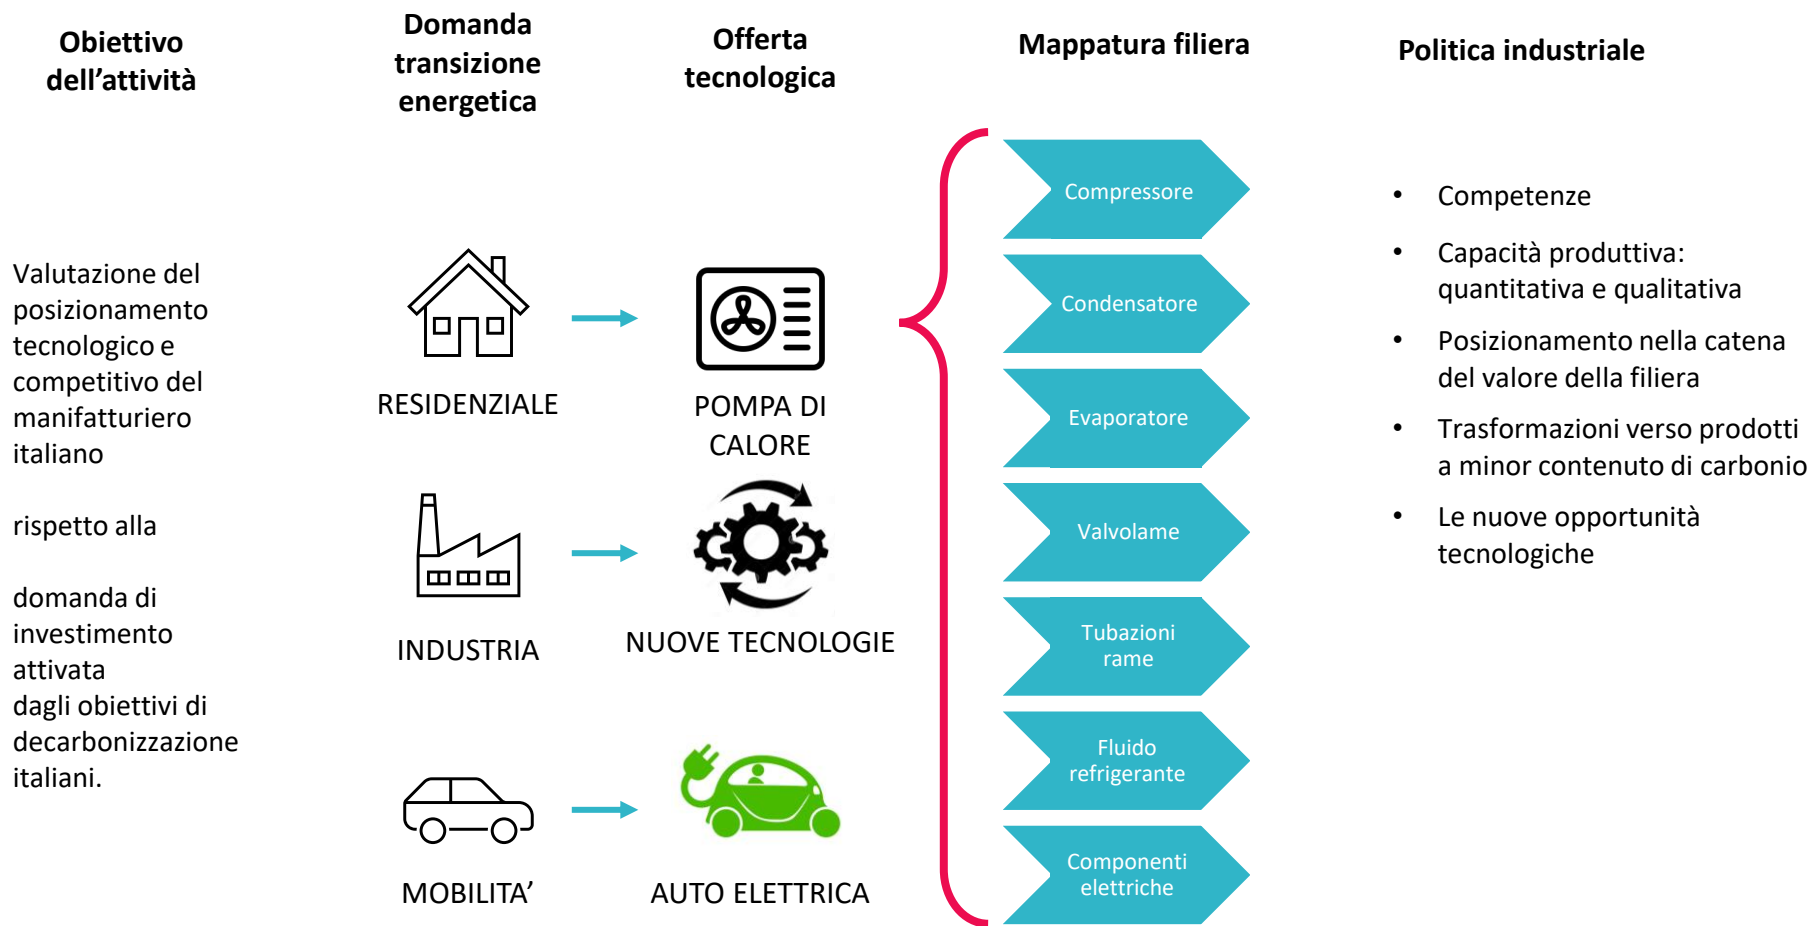 Obiettivo
dell’attività
Domanda
transizione
energetica
Offerta
tecnologica
Mappatura filiera
Politica industriale
Valutazione del
posizionamento
tecnologico e
competitivo del
manifatturiero
italiano
rispetto alla
domanda di
investimento
attivata
dagli obiettivi di
decarbonizzazione
italiani.
RESIDENZIALE
POMPA DI
CALORE
INDUSTRIA
NUOVE TECNOLOGIE
MOBILITA’
AUTO ELETTRICA
Compressore
Condensatore
Evaporatore
Valvolame
Tubazioni
rame
Fluido
refrigerante
Componenti
elettriche
• Competenze
• Capacità produttiva:
quantitativa e qualitativa
• Posizionamento nella catena
del valore della filiera
• Trasformazioni verso prodotti
a minor contenuto di carbonio
• Le nuove opportunità
tecnologiche